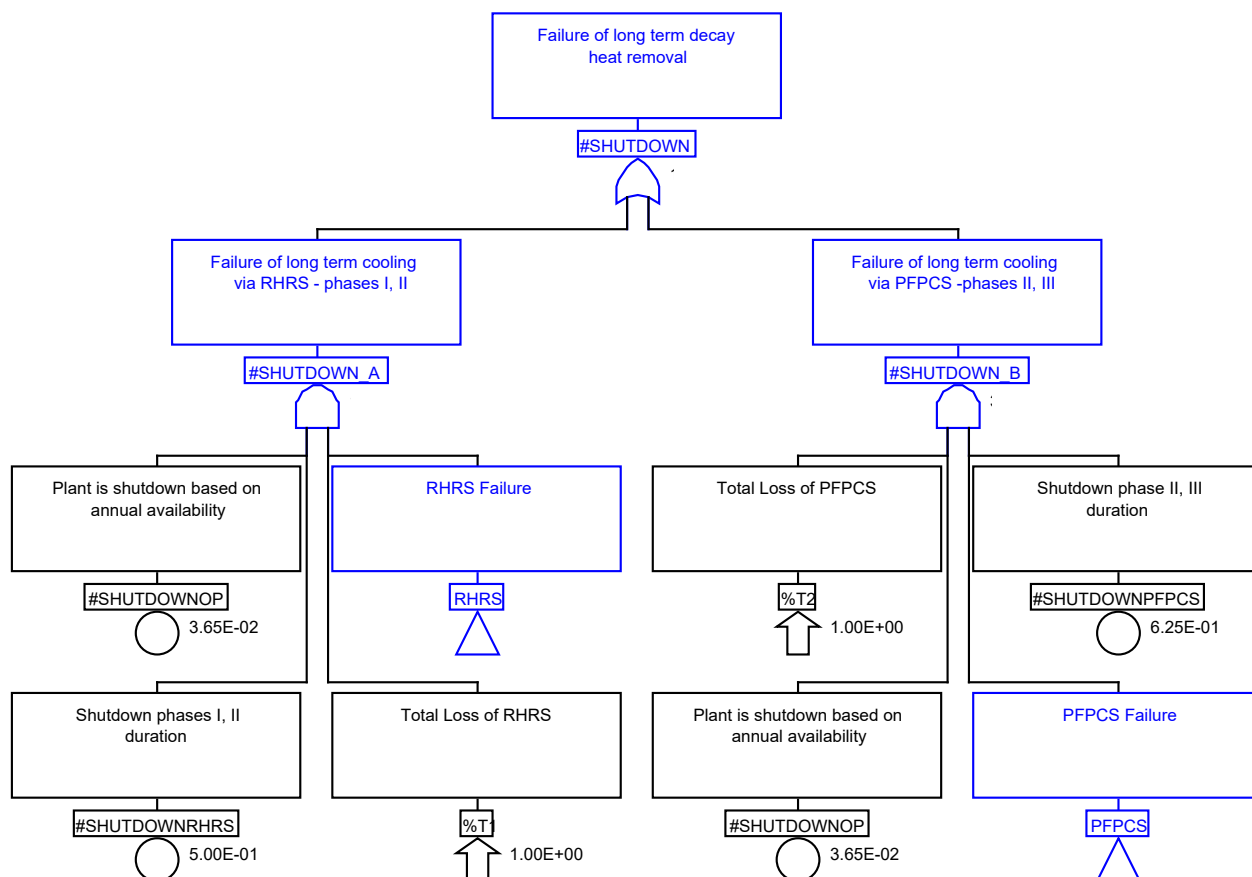 Failure of long term decay
heat removal
#SHUTDOWN
Failure of long term cooling
via RHRS - phases I, II
#SHUTDOWN_A
Failure of long term cooling
via PFPCS -phases II, III
#SHUTDOWN_B
Plant is shutdown based on
annual availability
#SHUTDOWNOP
3.65E-02
RHRS Failure
RHRS
Total Loss of PFPCS
%T2
1.00E+00
Shutdown phase II, III
duration
#SHUTDOWNPFPCS
6.25E-01
Shutdown phases I, II
duration
#SHUTDOWNRHRS
5.00E-01
Total Loss of RHRS
%T1
1.00E+00
Plant is shutdown based on
annual availability
#SHUTDOWNOP
3.65E-02
PFPCS Failure
PFPCS